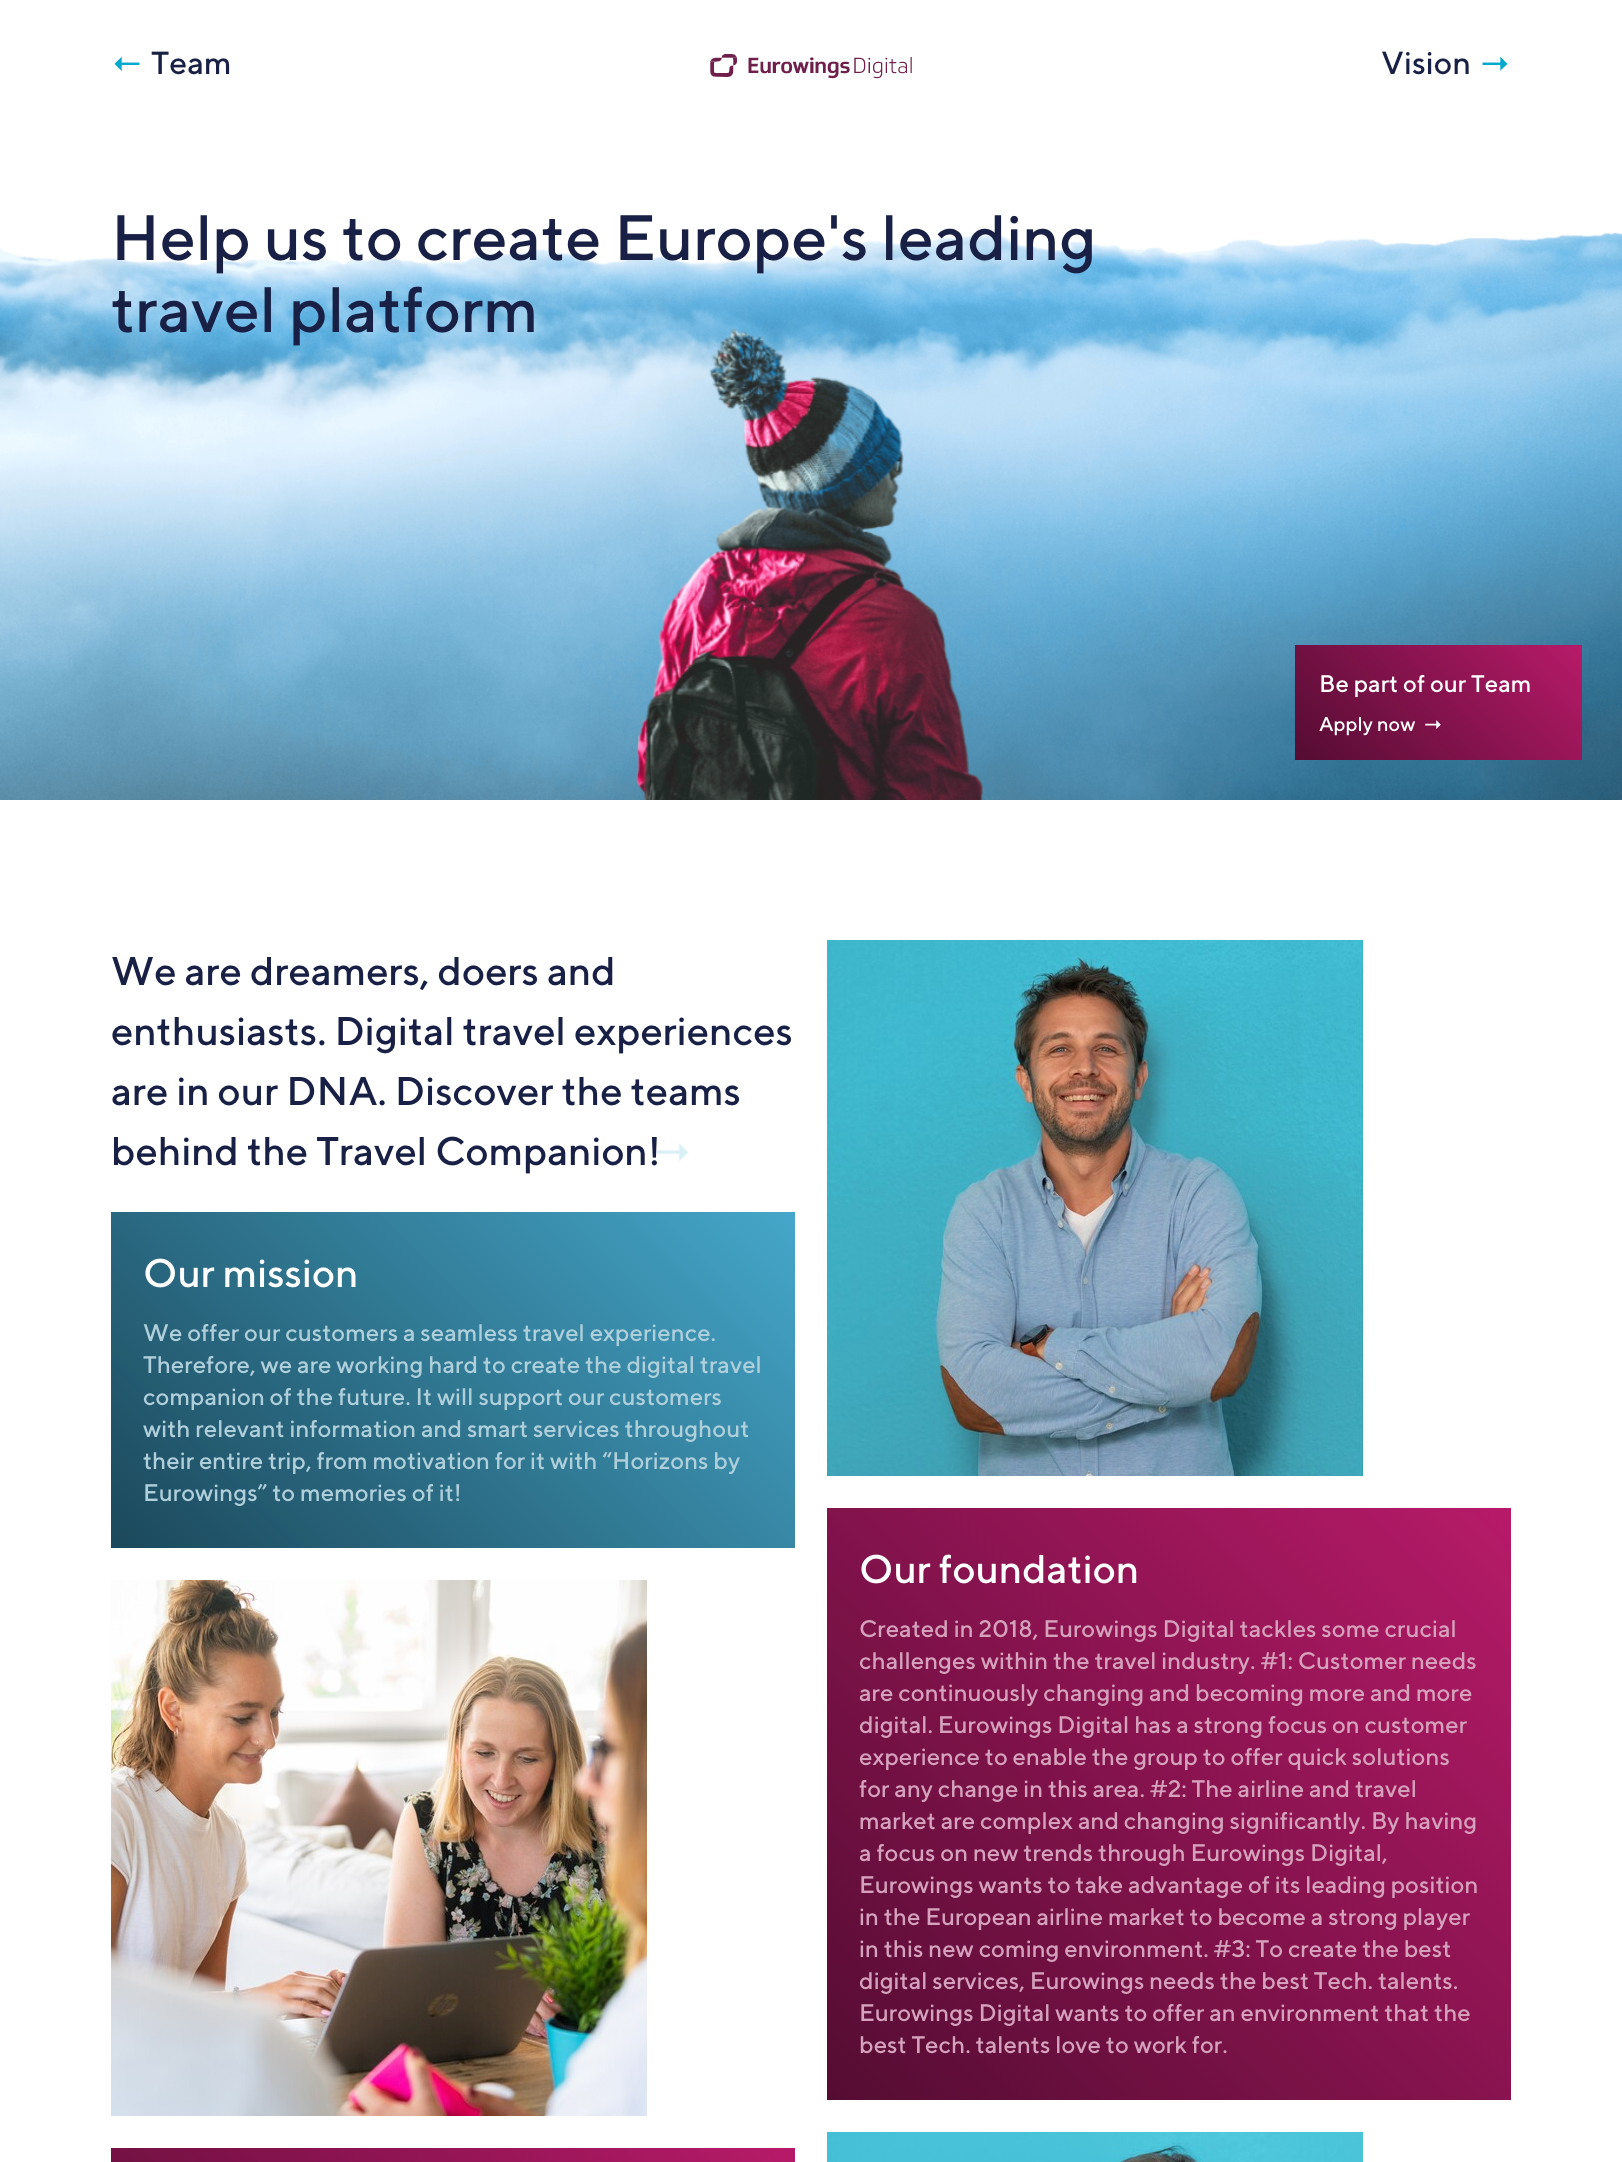 ← Team
Eurowings Digital
Vision →
Help us to create Europe's leading
travel platform
Be part of our Team
Apply now →
We are dreamers, doers and
enthusiasts. Digital travel experiences
are in our DNA. Discover the teams
behind the Travel Companion!→
Our mission
We offer our customers a seamless travel experience.
Therefore, we are working hard to create the digital travel
companion of the future. It will support our customers
with relevant information and smart services throughout
their entire trip, from motivation for it with “Horizons by
Eurowings” to memories of it!
Our foundation
Created in 2018, Eurowings Digital tackles some crucial
challenges within the travel industry. #1: Customer needs
are continuously changing and becoming more and more
digital. Eurowings Digital has a strong focus on customer
experience to enable the group to offer quick solutions
for any change in this area. #2: The airline and travel
market are complex and changing significantly. By having
a focus on new trends through Eurowings Digital,
Eurowings wants to take advantage of its leading position
in the European airline market to become a strong player
in this new coming environment. #3: To create the best
digital services, Eurowings needs the best Tech. talents.
Eurowings Digital wants to offer an environment that the
best Tech. talents love to work for.